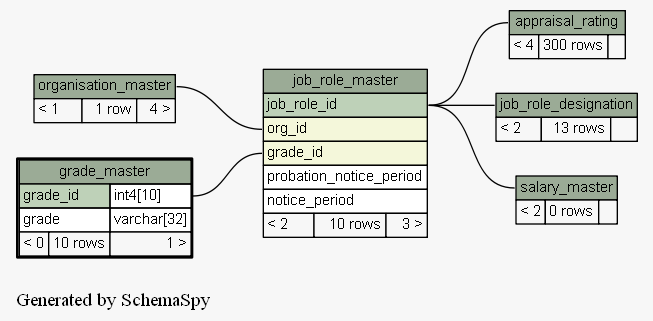 appraisal_rating
< 4 300 rows
organisation_master
< 1 1 row 4 >
job_role_master
job_role_id
org_id
grade_id
probation_notice_period
notice_period
< 2 10 rows 3 >
job_role_designation
< 2 13 rows
grade_master
grade_id int4[10]
grade varchar[32]
< 0 10 rows 1 >
salary_master
< 2 0 rows
Generated by SchemaSpy